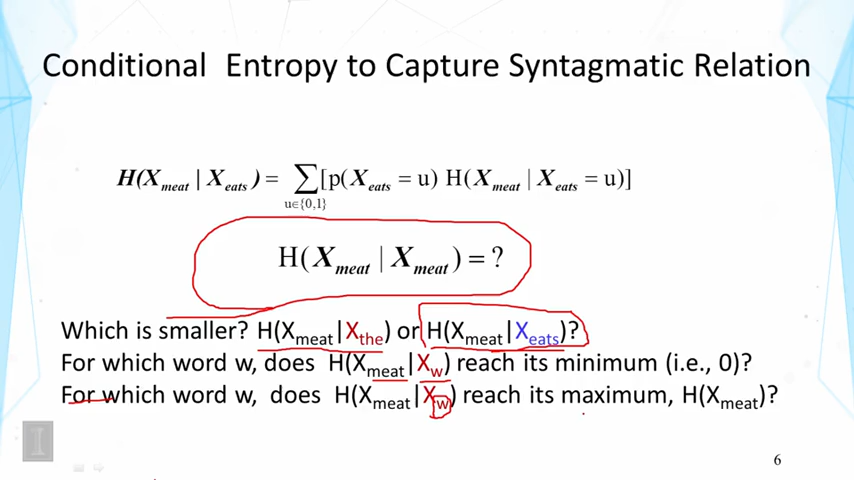 Conditional Entropy to Capture Syntagmatic Relation
H(X_meat | X_eats) = ∑_{u∈{0,1}} [p(X_eats = u) H(X_meat | X_eats = u)]
H(X_meat | X_meat) = ?
Which is smaller? H(X_meat|X_the) or H(X_meat|X_eats)?
For which word w, does H(X_meat|X_w) reach its minimum (i.e., 0)?
For which word w, does H(X_meat|X_w) reach its maximum, H(X_meat)?
I
6